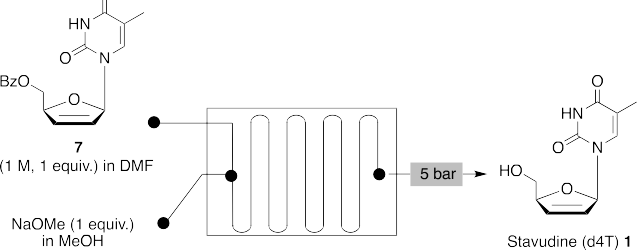 HN
O
N
BzO
O
7
(1 M, 1 equiv.) in DMF
NaOMe (1 equiv.)
in MeOH
5 bar
O
HN
O
N
HO
O
Stavudine (d4T) 1